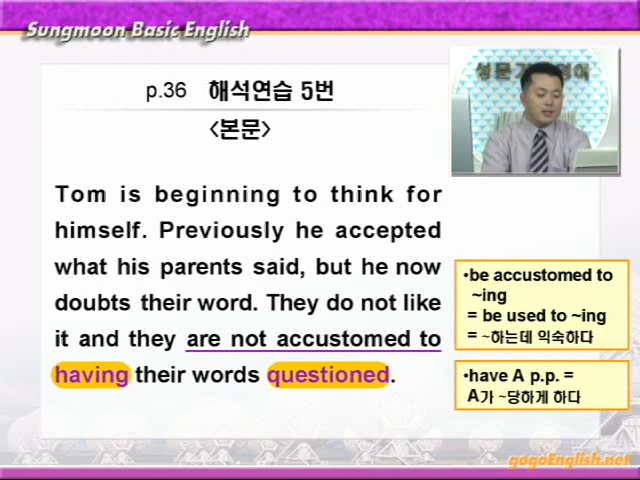 Sungmoon Basic English
p.36 해석연습 5번
<본문>
Tom is beginning to think for
himself. Previously he accepted
what his parents said, but he now
doubts their word. They do not like
it and they are not accustomed to
having their words questioned.
•be accustomed to
~ing
= be used to ~ing
= ~하는데 익숙하다
•have A p.p. =
A가 ~당하게 하다
gogoEnglish.net